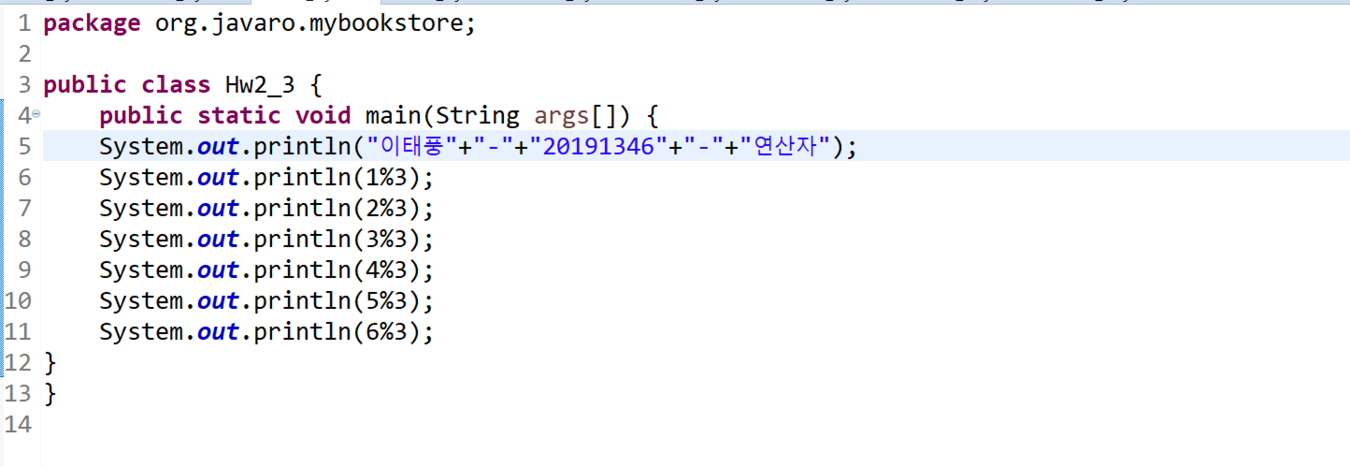 1 package org.javaro.mybookstore;
2
3 public class Hw2_3 {
4     public static void main(String args[]) {
5     System.out.println("이태풍"+"-"+"20191346"+"-"+"연산자");
6     System.out.println(1%3);
7     System.out.println(2%3);
8     System.out.println(3%3);
9     System.out.println(4%3);
10     System.out.println(5%3);
11     System.out.println(6%3);
12 }
13 }
14